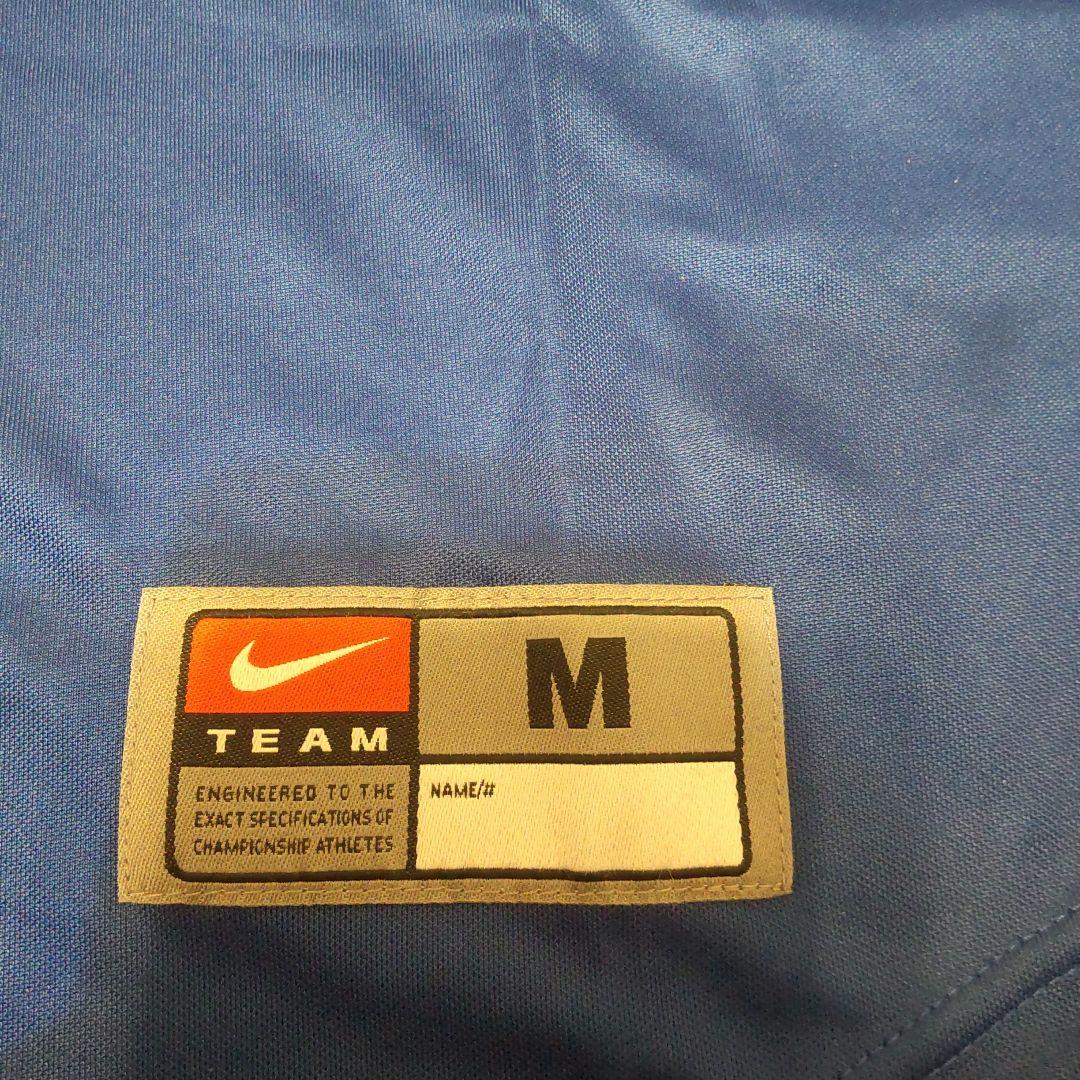 TEAM
M
ENGINEERED TO THE
EXACT SPECIFICATIONS OF
CHAMPIONSHIP ATHLETES
NAME/#